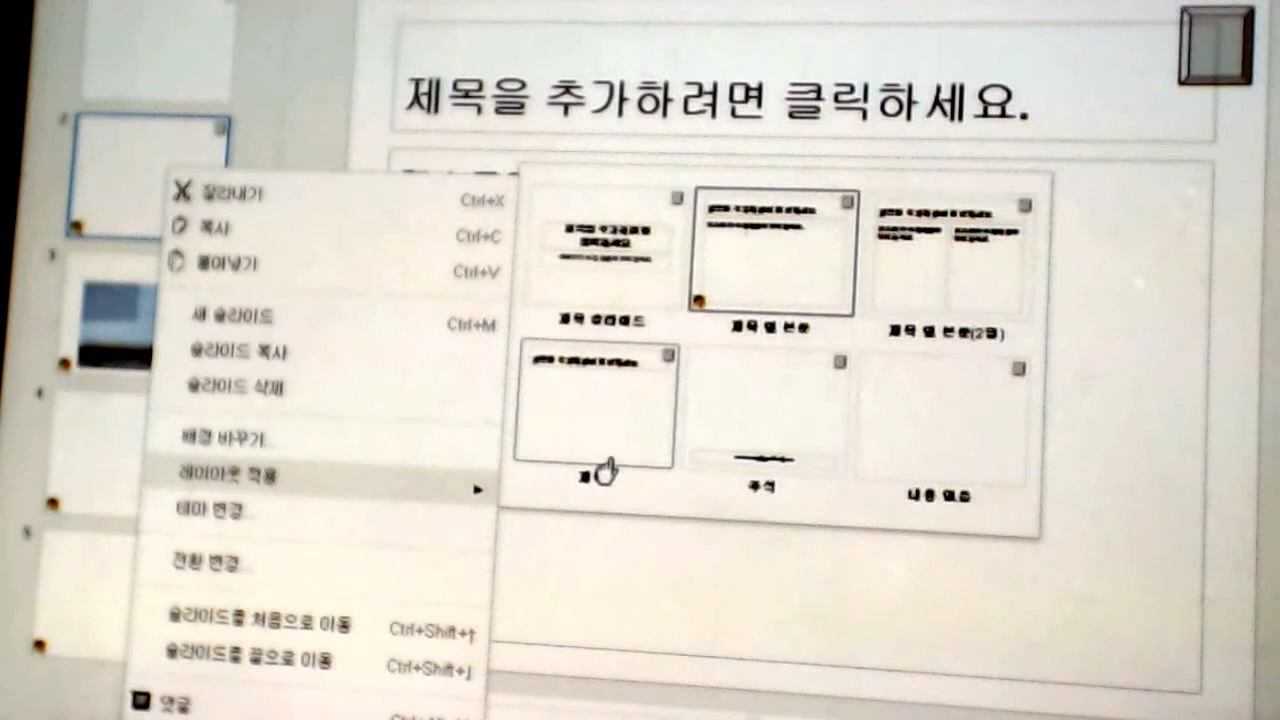 제목을 추가하려면 클릭하세요.
잘라내기 Ctrl+X
복사 Ctrl+C
붙여넣기 Ctrl+V
새 슬라이드 Ctrl+M
슬라이드 복사
슬라이드 삭제
배경 바꾸기...
레이아웃 적용
테마 변경...
전환 변경...
슬라이드를 처음으로 이동 Ctrl+Shift+↑
슬라이드를 끝으로 이동 Ctrl+Shift+↓
댓글
제목 슬라이드
제목 및 본문
제목 및 본문(2열)
주석
내용 없음
2
3
4
5